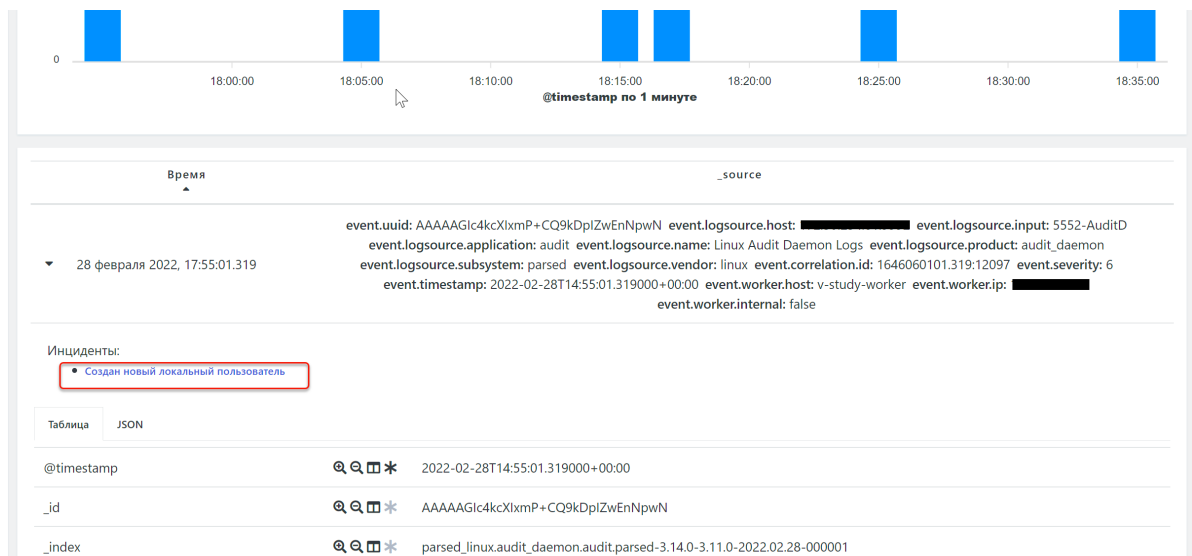 0
18:00:00 18:05:00 18:10:00 18:15:00 18:20:00 18:25:00 18:30:00 18:35:00
@timestamp по 1 минуте
Время _source
event.uuid: AAAAAGIc4kcXIxmP+CQ9kDpIZwEnNpwN event.logsource.host: event.logsource.input: 5552-AuditD
event.logsource.application: audit event.logsource.name: Linux Audit Daemon Logs event.logsource.product: audit_daemon
28 февраля 2022, 17:55:01.319 event.logsource.subsystem: parsed event.logsource.vendor: linux event.correlation.id: 1646060101.319:12097 event.severity: 6
event.timestamp: 2022-02-28T14:55:01.319000+00:00 event.worker.host: v-study-worker event.worker.ip:
event.worker.internal: false
Инциденты:
Создан новый локальный пользователь
Таблица JSON
@timestamp 2022-02-28T14:55:01.319000+00:00
_id AAAAAGIc4kcXIxmP+CQ9kDpIZwEnNpwN
_index parsed_linux.audit_daemon.audit.parsed-3.14.0-3.11.0-2022.02.28-000001